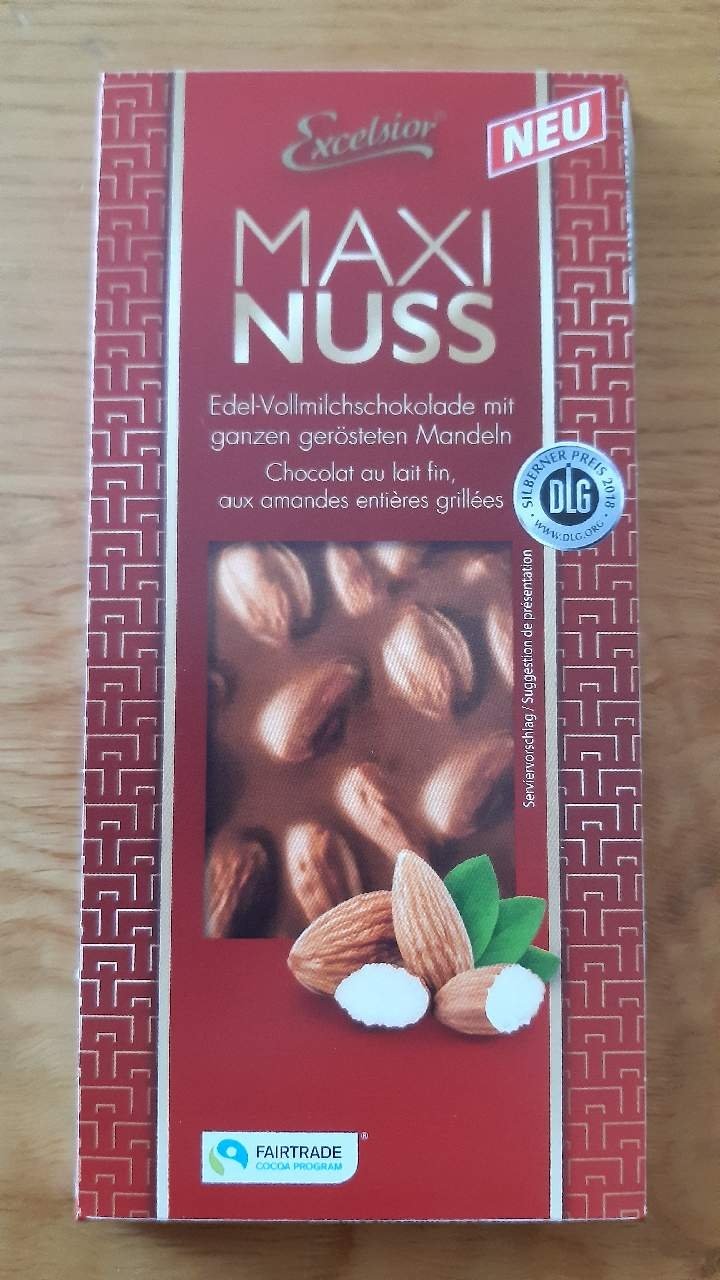 Excelsior
NEU
MAXI
NUSS
Edel-Vollmilchschokolade mit
ganzen gerösteten Mandeln
Chocolat au lait fin,
aux amandes entières grillées
SILBERNER PREIS 2018
DLG
WWW.DLG.ORG
Serviervorschlag / Suggestion de présentation
FAIRTRADE
COCOA PROGRAM
®